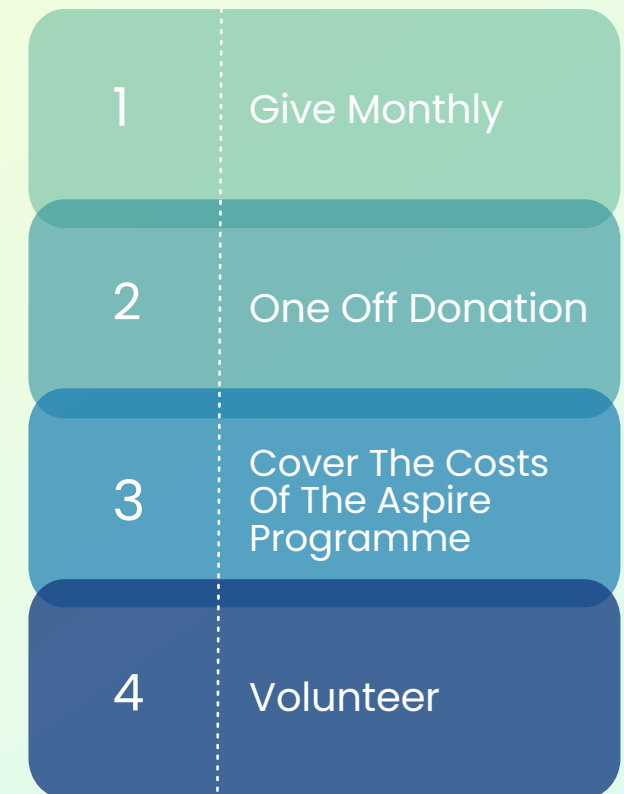 1
Give Monthly
2
One Off Donation
3
Cover The Costs
Of The Aspire
Programme
4
Volunteer